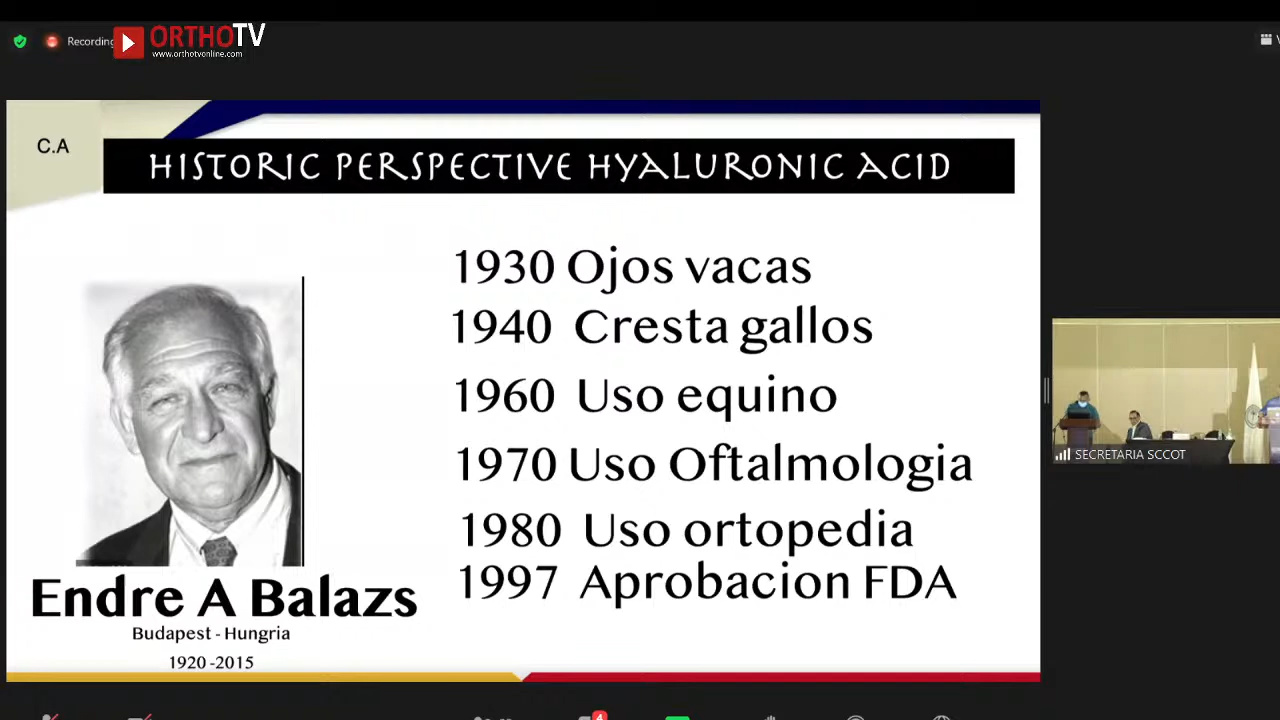 Recording
ORTHOTV
www.orthotvonline.com
C.A
HISTORIC PERSPECTIVE HYALURONIC ACID
1930 Ojos vacas
1940 Cresta gallos
1960 Uso equino
1970 Uso Oftalmologia
1980 Uso ortopedia
1997 Aprobacion FDA
Endre A Balazs
Budapest - Hungria
1920 -2015
SECRETARIA SCCOT
4